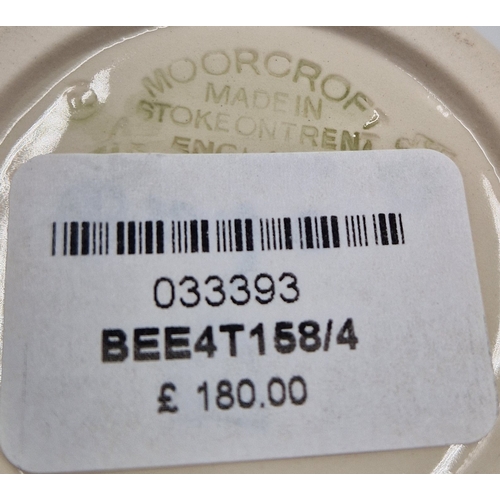 MOORCROFT
MADE IN
STOKE ON TRENT
033393
BEE4T158/4
£ 180.00